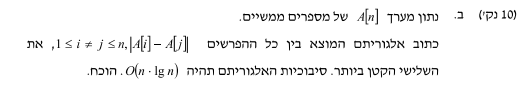 (10 נק') ב. נתון מערך A[n] של מספרים ממשיים.
כתוב אלגוריתם המוצא בין כל ההפרשים 1 ≤ i ≠ j ≤ n, |A[i] − A[j]|, את
השלישי הקטן ביותר. סיבוכיות האלגוריתם תהיה O(n · lg n). הוכח.